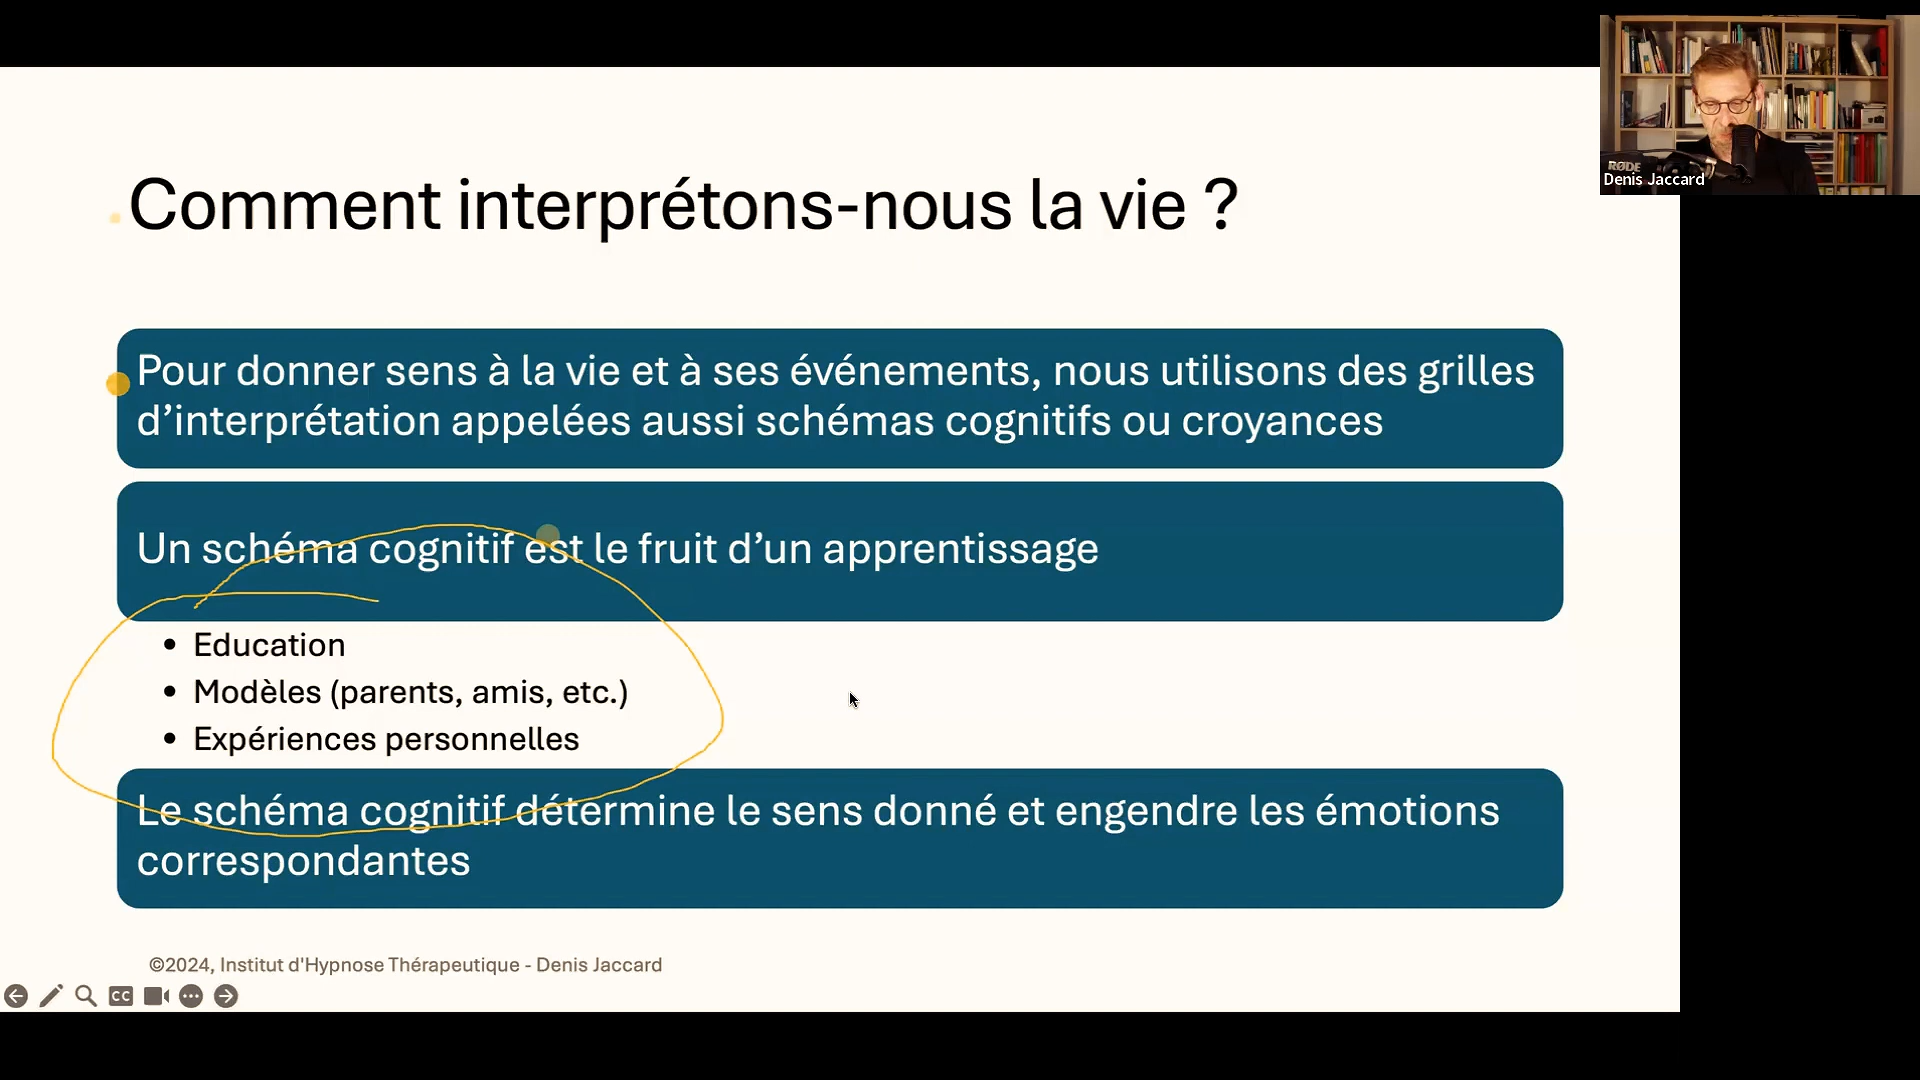 Comment interprétons-nous la vie ?
Pour donner sens à la vie et à ses événements, nous utilisons des grilles
d’interprétation appelées aussi schémas cognitifs ou croyances
Un schéma cognitif est le fruit d’un apprentissage
• Education
• Modèles (parents, amis, etc.)
• Expériences personnelles
Le schéma cognitif détermine le sens donné et engendre les émotions
correspondantes
©2024, Institut d'Hypnose Thérapeutique - Denis Jaccard
CC
RØDE
Denis Jaccard